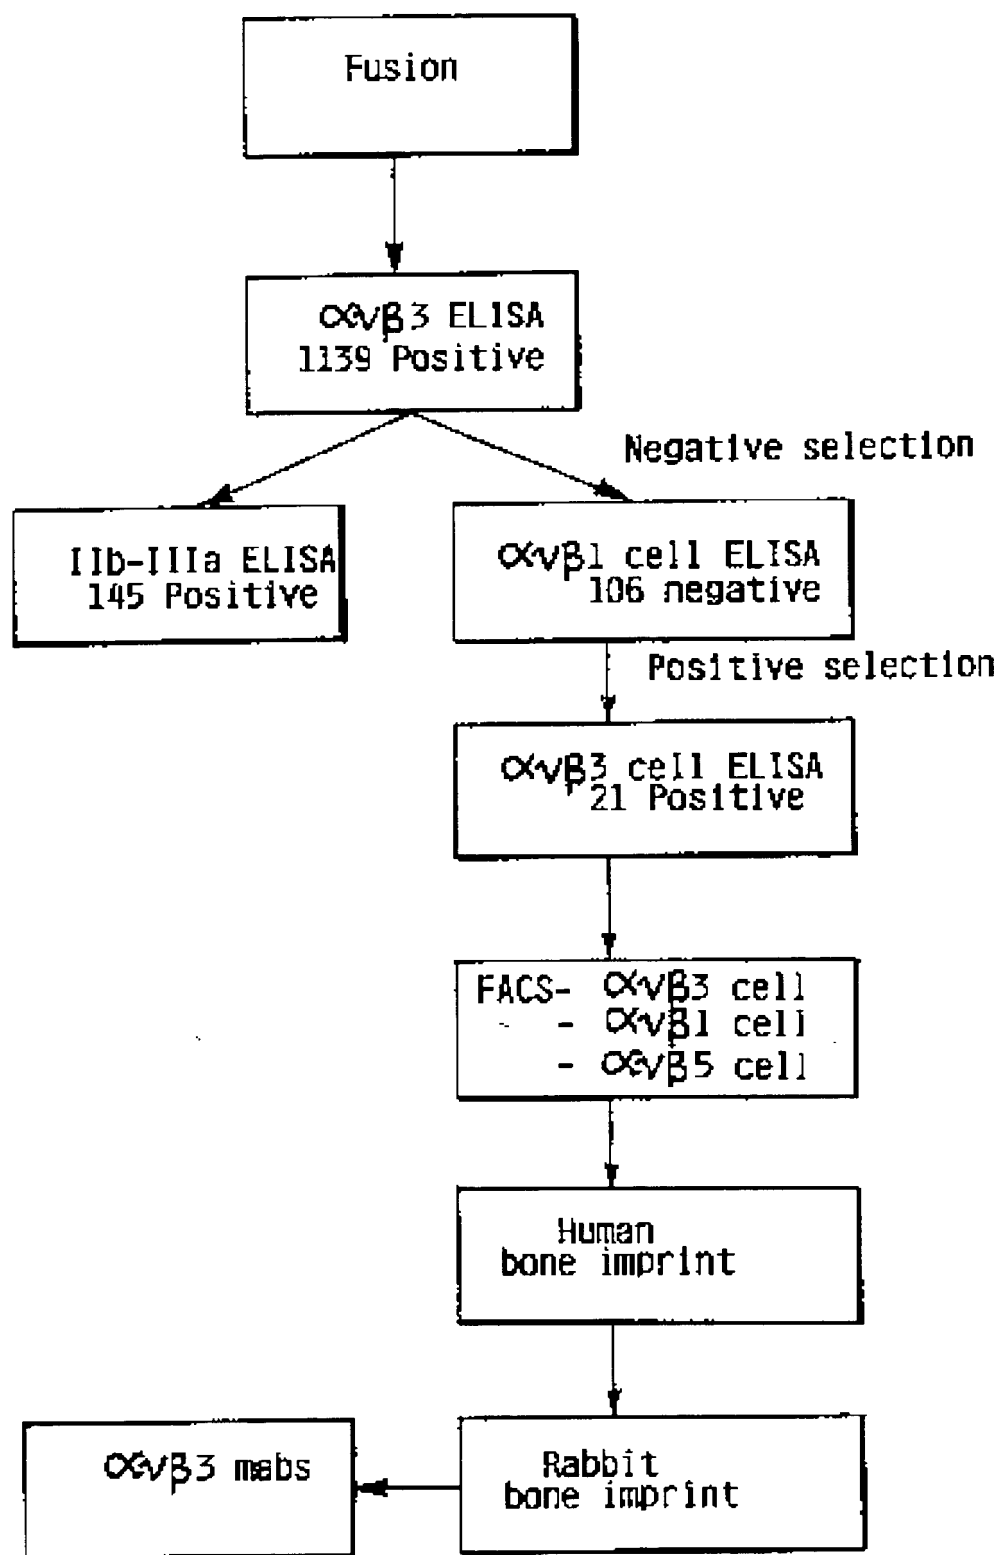 Fusion
αvβ3 ELISA
1139 Positive
Negative selection
IIb-IIIa ELISA
145 Positive
αvβ1 cell ELISA
106 negative
Positive selection
αvβ3 cell ELISA
21 Positive
FACS- αvβ3 cell
- αvβ1 cell
- αvβ5 cell
Human
bone imprint
Rabbit
bone imprint
αvβ3 mabs